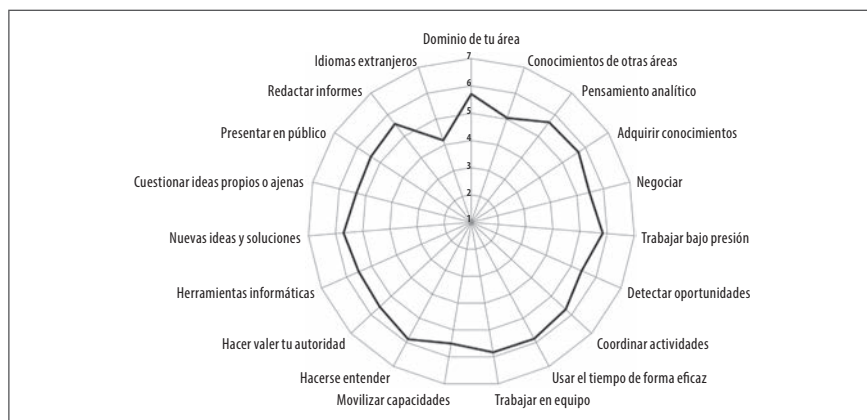 Dominio de tu área
Conocimientos de otras áreas
Pensamiento analítico
Adquirir conocimientos
Negociar
Trabajar bajo presión
Detectar oportunidades
Coordinar actividades
Usar el tiempo de forma eficaz
Trabajar en equipo
Movilizar capacidades
Hacerse entender
Hacer valer tu autoridad
Herramientas informáticas
Nuevas ideas y soluciones
Cuestionar ideas propios o ajenas
Presentar en público
Redactar informes
Idiomas extranjeros
7
6
5
4
3
2
1